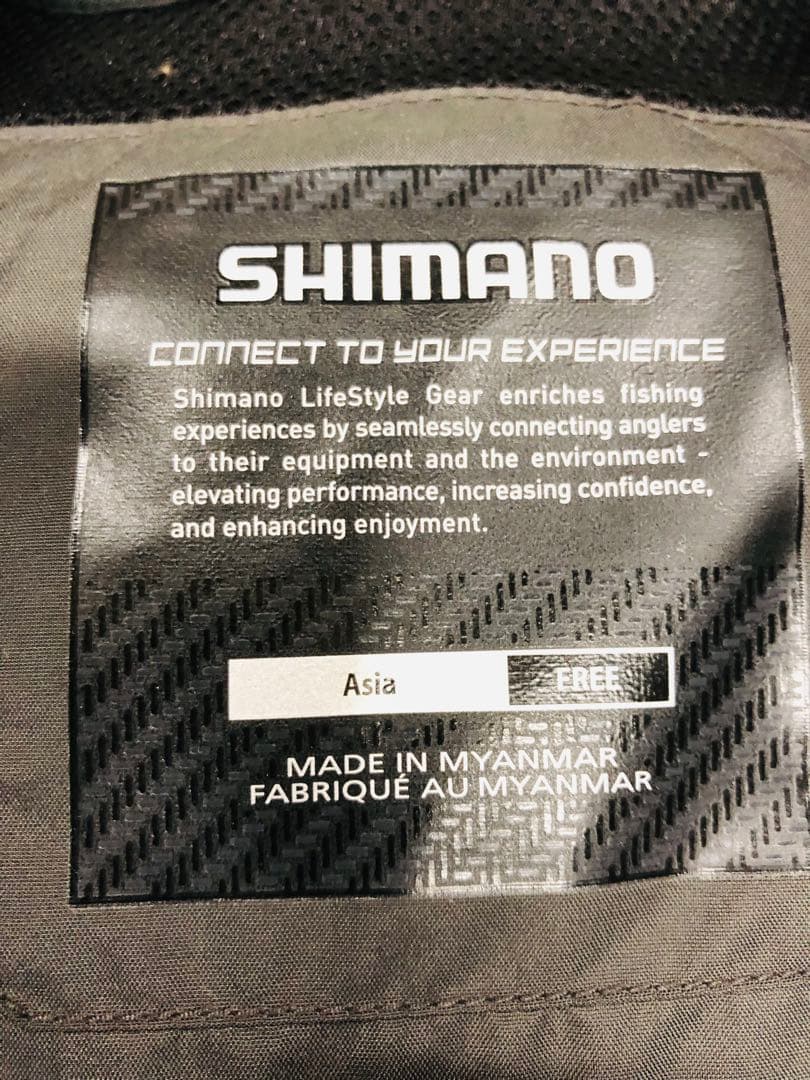 SHIMANO
CONNECT TO YOUR EXPERIENCE
Shimano LifeStyle Gear enriches fishing
experiences by seamlessly connecting anglers
to their equipment and the environment -
elevating performance, increasing confidence,
and enhancing enjoyment.
Asia FREE
MADE IN MYANMAR
FABRIQUÉ AU MYANMAR